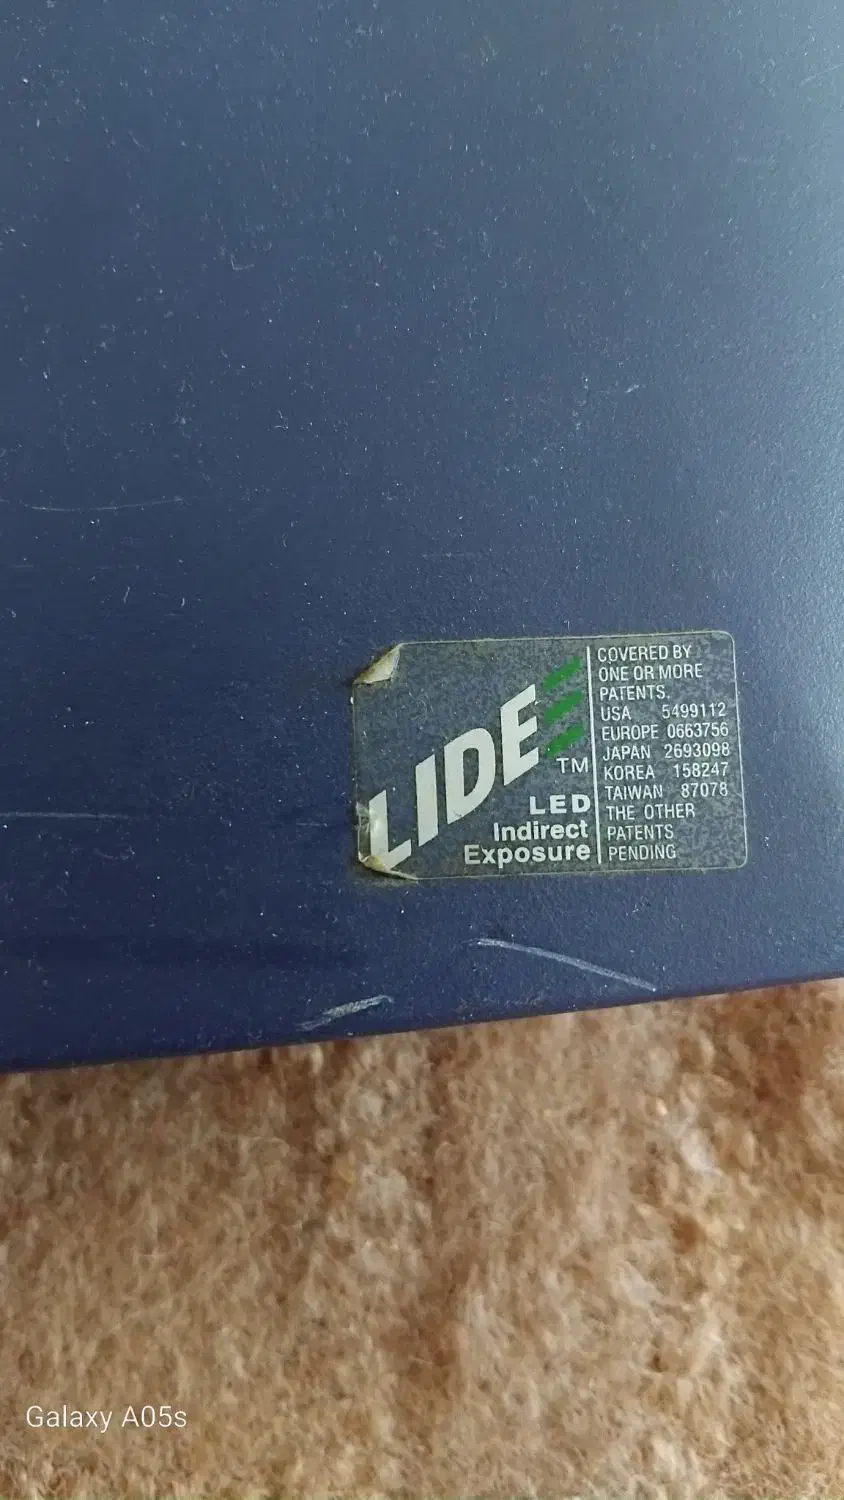 LIDE
TM
LED
Indirect
Exposure
COVERED BY
ONE OR MORE
PATENTS.
USA 5499112
EUROPE 0663756
JAPAN 2693098
KOREA 158247
TAIWAN 87078
THE OTHER
PATENTS
PENDING
Galaxy A05s